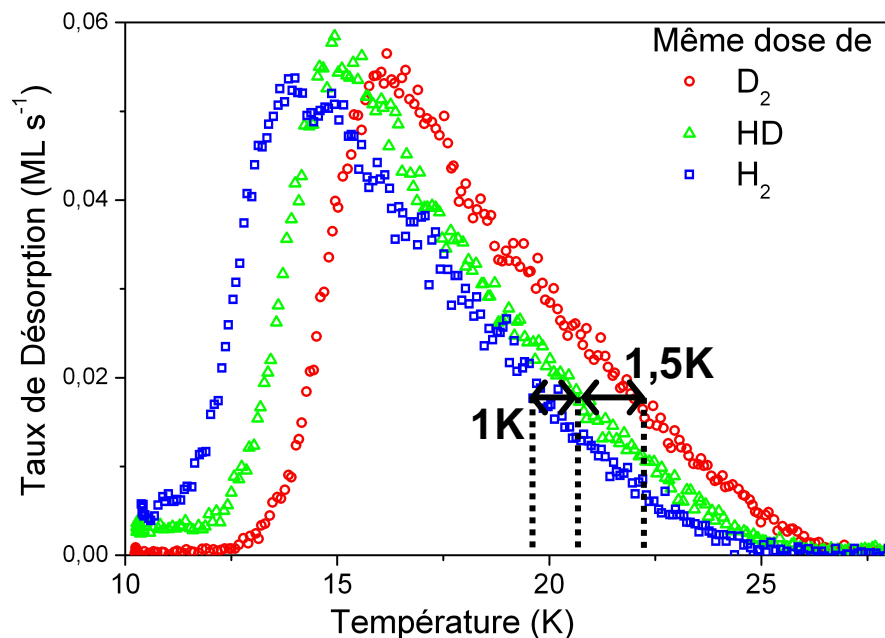 0,06
0,04
0,02
0,00
10
15
20
25
Taux de Désorption (ML s⁻¹)
Température (K)
Même dose de
D₂
HD
H₂
1,5K
1K